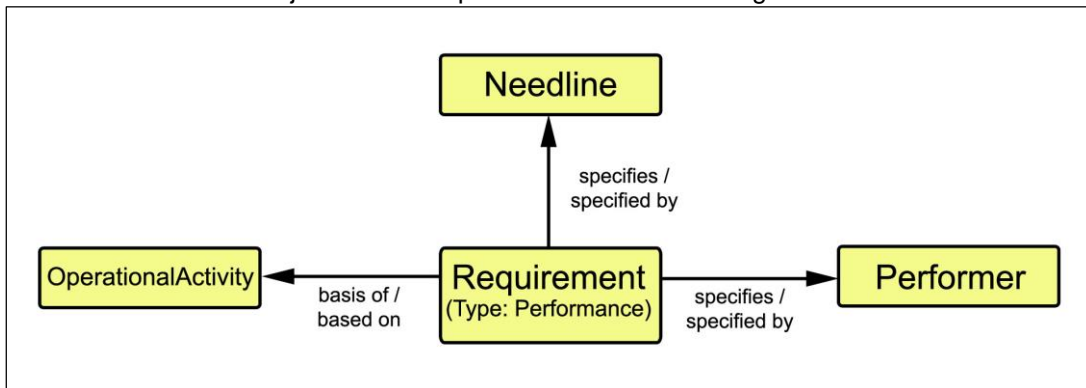 Needline
specifies /
specified by
OperationalActivity
basis of /
based on
Requirement
(Type: Performance)
specifies /
specified by
Performer